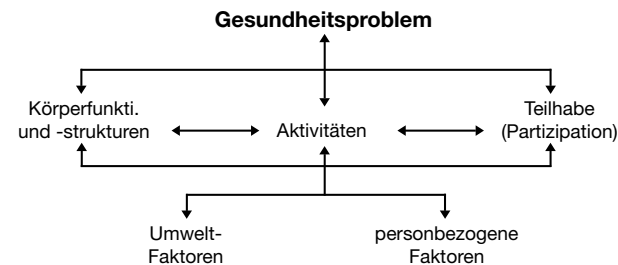 Gesundheitsproblem
Körperfunkti.
und -strukturen
Aktivitäten
Teilhabe
(Partizipation)
Umwelt-
Faktoren
personbezogene
Faktoren